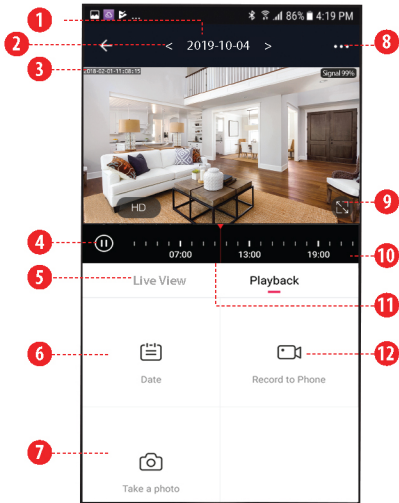 ... 86% 4:19 PM
1
2
< 2019-10-04 >
8
3
2018-02-01-11:08:15
Signal 99%
HD
9
4
07:00 13:00 19:00
10
5
Live View
Playback
11
6
Date
Record to Phone
12
7
Take a photo